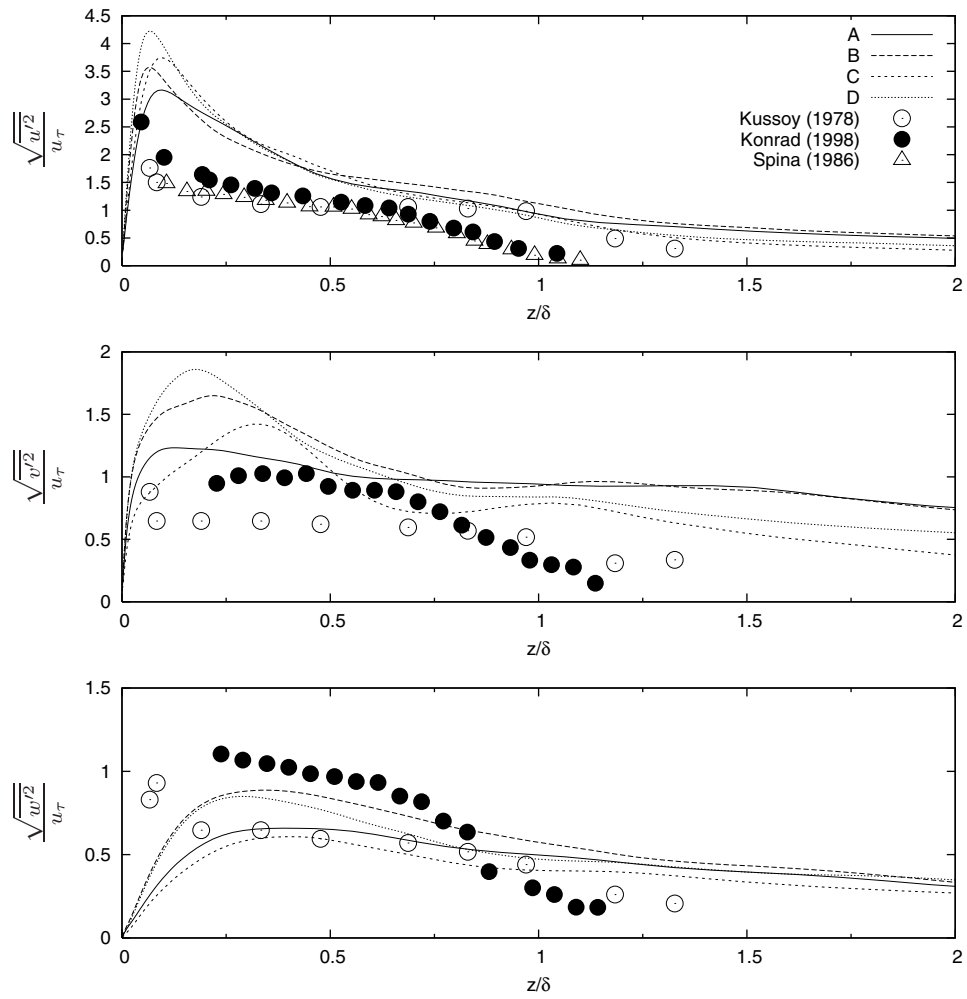 4.5
4
3.5
3
2.5
2
1.5
1
0.5
0
√u′² / u_τ
A
B
C
D
Kussoy (1978)
Konrad (1998)
Spina (1986)
0 0.5 1 1.5 2
z/δ
2
1.5
1
0.5
0
√v′² / u_τ
0 0.5 1 1.5 2
z/δ
1.5
1
0.5
0
√w′² / u_τ
0 0.5 1 1.5 2
z/δ